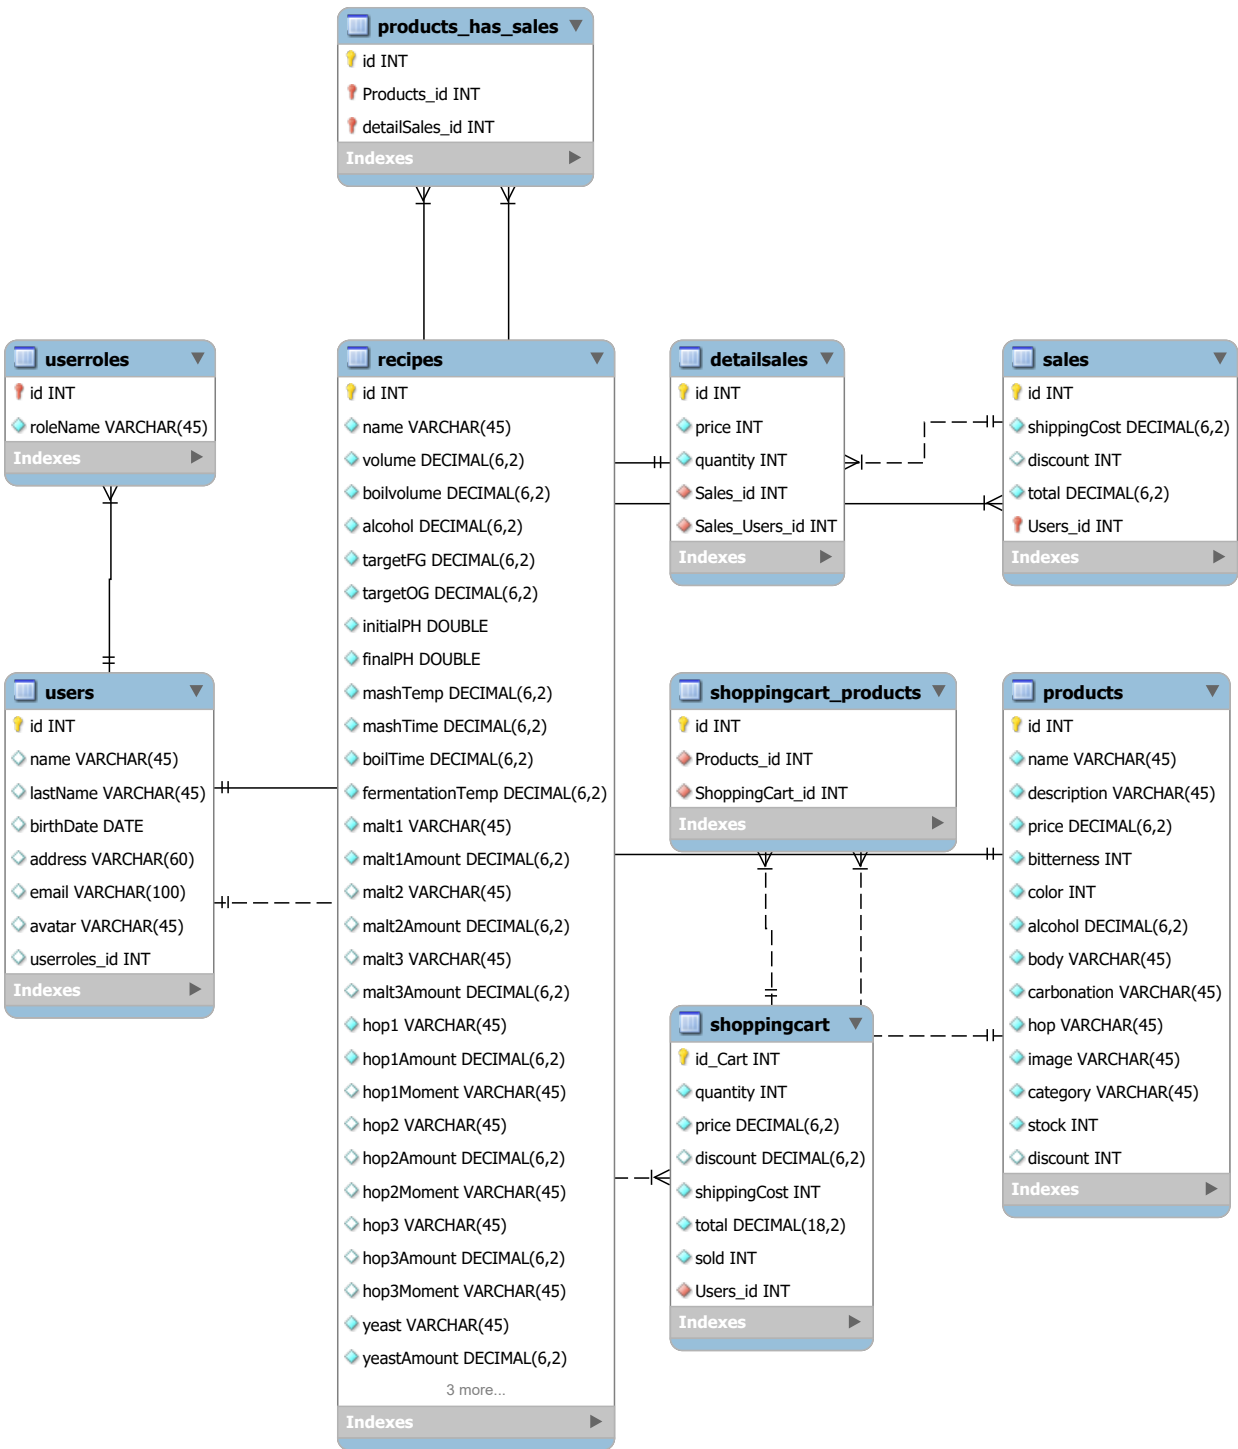 products_has_sales
id INT
Products_id INT
detailSales_id INT
Indexes
userroles
id INT
roleName VARCHAR(45)
Indexes
recipes
id INT
name VARCHAR(45)
volume DECIMAL(6,2)
boilvolume DECIMAL(6,2)
alcohol DECIMAL(6,2)
targetFG DECIMAL(6,2)
targetOG DECIMAL(6,2)
initialPH DOUBLE
finalPH DOUBLE
mashTemp DECIMAL(6,2)
mashTime DECIMAL(6,2)
boilTime DECIMAL(6,2)
fermentationTemp DECIMAL(6,2)
malt1 VARCHAR(45)
malt1Amount DECIMAL(6,2)
malt2 VARCHAR(45)
malt2Amount DECIMAL(6,2)
malt3 VARCHAR(45)
malt3Amount DECIMAL(6,2)
hop1 VARCHAR(45)
hop1Amount DECIMAL(6,2)
hop1Moment VARCHAR(45)
hop2 VARCHAR(45)
hop2Amount DECIMAL(6,2)
hop2Moment VARCHAR(45)
hop3 VARCHAR(45)
hop3Amount DECIMAL(6,2)
hop3Moment VARCHAR(45)
yeast VARCHAR(45)
yeastAmount DECIMAL(6,2)
3 more...
Indexes
detailsales
id INT
price INT
quantity INT
Sales_id INT
Sales_Users_id INT
Indexes
sales
id INT
shippingCost DECIMAL(6,2)
discount INT
total DECIMAL(6,2)
Users_id INT
Indexes
users
id INT
name VARCHAR(45)
lastName VARCHAR(45)
birthDate DATE
address VARCHAR(60)
email VARCHAR(100)
avatar VARCHAR(45)
userroles_id INT
Indexes
shoppingcart_products
id INT
Products_id INT
ShoppingCart_id INT
Indexes
products
id INT
name VARCHAR(45)
description VARCHAR(45)
price DECIMAL(6,2)
bitterness INT
color INT
alcohol DECIMAL(6,2)
body VARCHAR(45)
carbonation VARCHAR(45)
hop VARCHAR(45)
image VARCHAR(45)
category VARCHAR(45)
stock INT
discount INT
Indexes
shoppingcart
id_Cart INT
quantity INT
price DECIMAL(6,2)
discount DECIMAL(6,2)
shippingCost INT
total DECIMAL(18,2)
sold INT
Users_id INT
Indexes